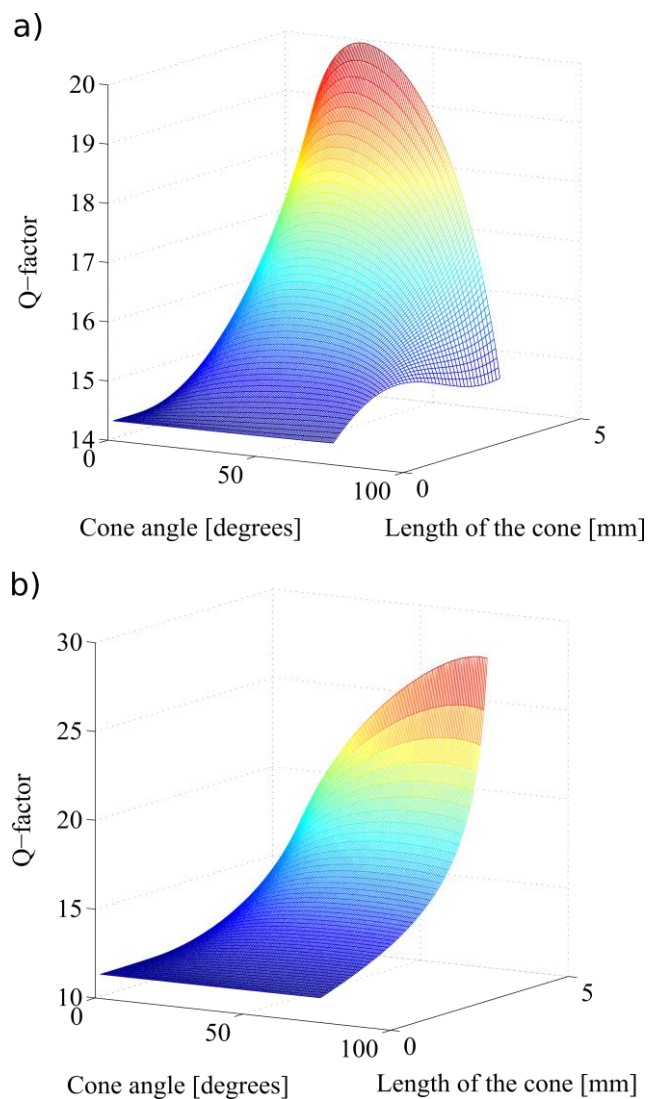 a)
20
19
18
17
16
15
14
0
50
100
0
5
Q−factor
Cone angle [degrees]
Length of the cone [mm]
b)
30
25
20
15
10
0
50
100
0
5
Q−factor
Cone angle [degrees]
Length of the cone [mm]